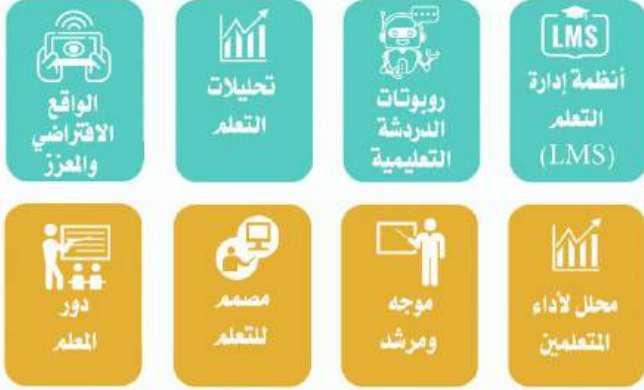 LMS
أنظمة إدارة
التعلم
(LMS)
روبوتات
الدردشة
التعليمية
تحليلات
التعلم
الواقع
الافتراضي
والمعزز
محلل لأداء
المتعلمين
موجه
ومرشد
مصمم
للتعلم
دور
المعلم